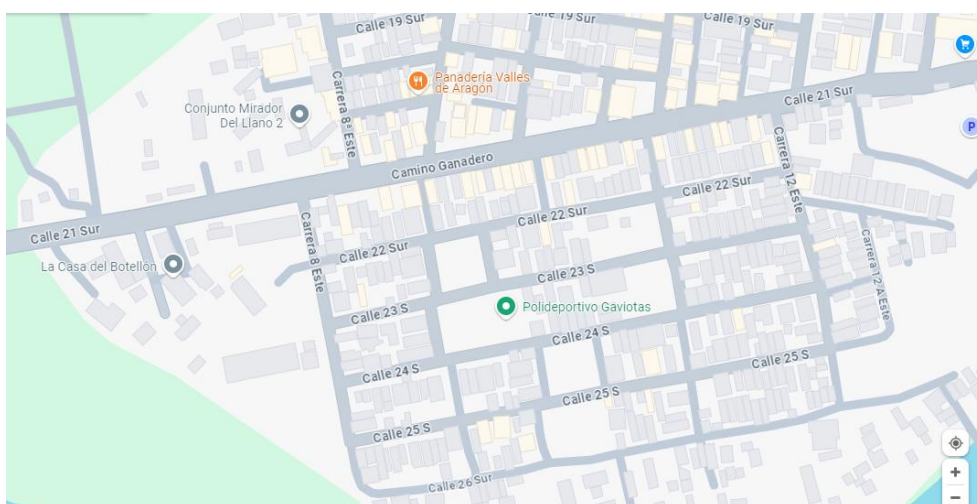 Calle 19 Sur
Calle 19 Sur
Calle 19 Sur
Carrera 8ª Este
Panadería Valles
de Aragón
Conjunto Mirador
Del Llano 2
Calle 21 Sur
P
Camino Ganadero
Carrera 12 Este
Calle 22 Sur
Calle 22 Sur
Calle 21 Sur
Carrera 8 Este
Calle 22 Sur
Carrera 12 A Este
La Casa del Botellón
Calle 23 S
Polideportivo Gaviotas
Calle 23 S
Calle 24 S
Calle 25 S
Calle 24 S
Calle 25 S
Calle 25 S
Calle 26 Sur
+
−